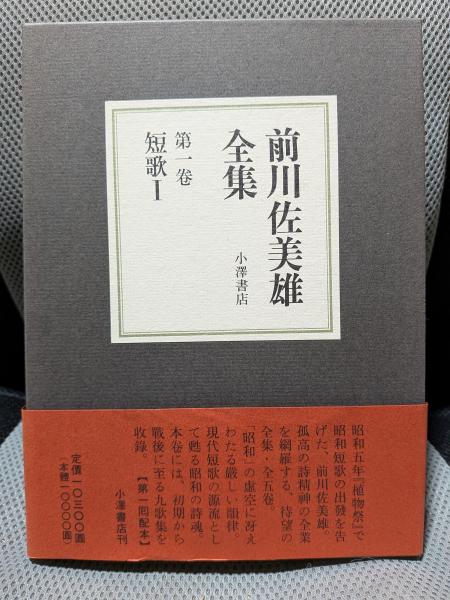 前川佐美雄
全集
第一巻
短歌Ⅰ
小澤書店
昭和五年『植物祭』で
昭和短歌の出發を告
げた、前川佐美雄。
孤高の詩精神の全業
を網羅する、待望の
全集・全五卷。
「昭和」の虚空に冴え
わたる嚴しい韻律。
現代短歌の源流とし
て甦る昭和の詩魂。
本卷には、初期から
戰後に至る九歌集を
收錄。【第一回配本】
小澤書店刊
定價一〇三〇〇圓
(本體一〇〇〇〇圓)